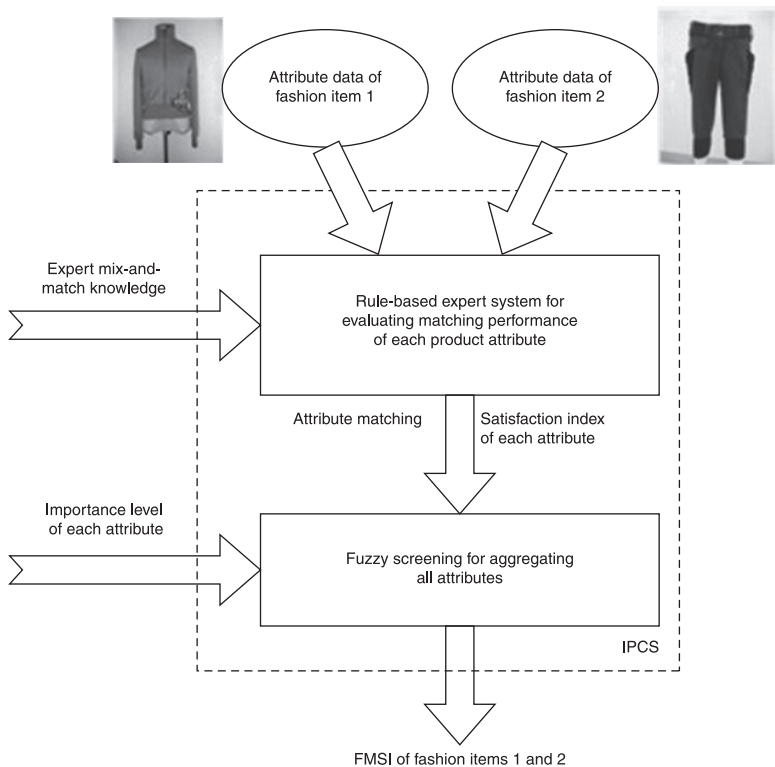 Attribute data of
fashion item 1
Attribute data of
fashion item 2
Expert mix-and-
match knowledge
Rule-based expert system for
evaluating matching performance
of each product attribute
Attribute matching
Satisfaction index
of each attribute
Importance level
of each attribute
Fuzzy screening for aggregating
all attributes
IPCS
FMSI of fashion items 1 and 2